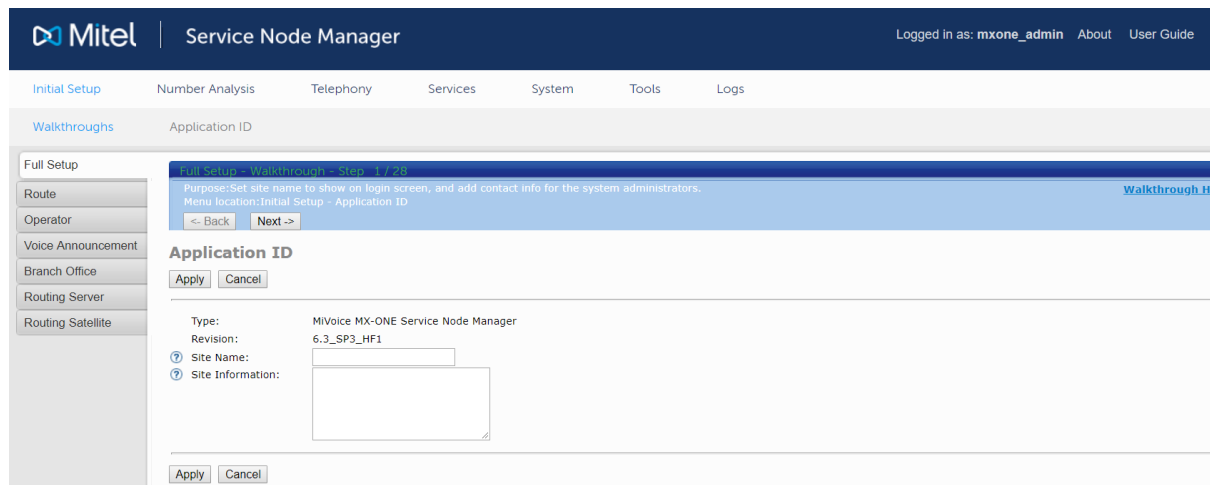 Mitel Service Node Manager Logged in as: mxone_admin About User Guide
Initial Setup Number Analysis Telephony Services System Tools Logs
Walkthroughs Application ID
Full Setup
Route
Operator
Voice Announcement
Branch Office
Routing Server
Routing Satellite
Full Setup - Walkthrough - Step 1 / 28
Purpose:Set site name to show on login screen, and add contact info for the system administrators. Walkthrough H
Menu location:Initial Setup - Application ID
<- Back Next ->
Application ID
Apply Cancel
Type: MiVoice MX-ONE Service Node Manager
Revision: 6.3_SP3_HF1
? Site Name:
? Site Information:
Apply Cancel